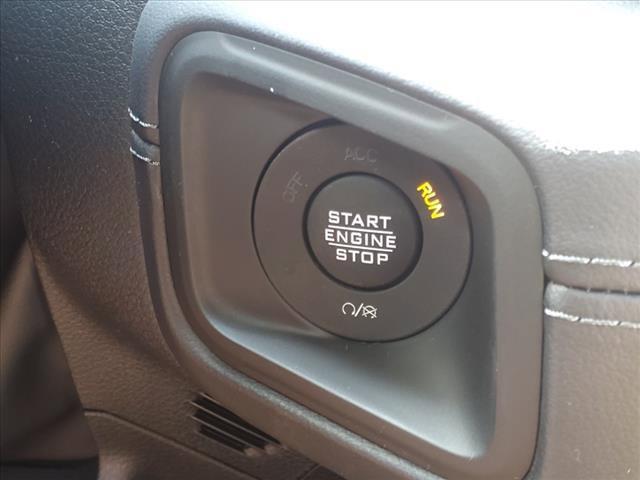 OFF
ACC
RUN
START
ENGINE
STOP